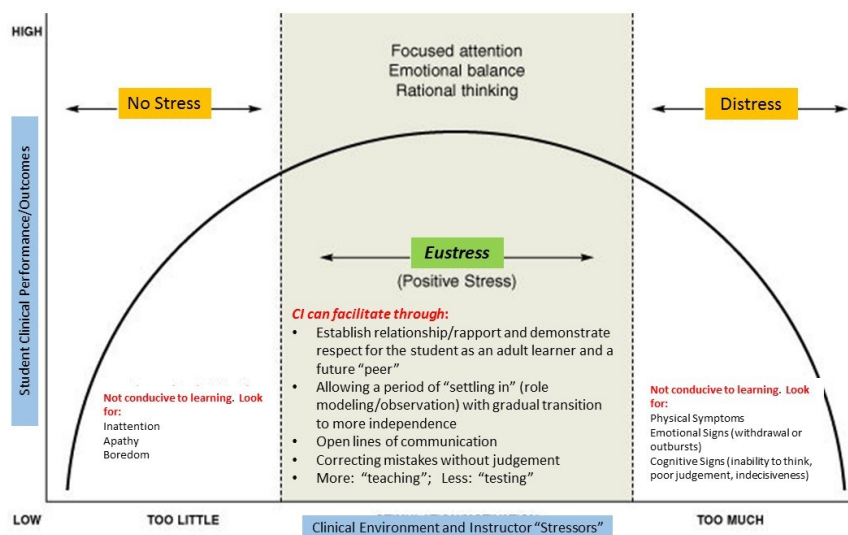 HIGH
Focused attention
Emotional balance
Rational thinking
No Stress
Distress
Student Clinical Performance/Outcomes
Eustress
(Positive Stress)
CI can facilitate through:
• Establish relationship/rapport and demonstrate
respect for the student as an adult learner and a
future “peer”
• Allowing a period of “settling in” (role
modeling/observation) with gradual transition
to more independence
• Open lines of communication
• Correcting mistakes without judgement
• More: “teaching”; Less: “testing”
Not conducive to learning. Look
for:
Inattention
Apathy
Boredom
Not conducive to learning. Look
for:
Physical Symptoms
Emotional Signs (withdrawal or
outbursts)
Cognitive Signs (inability to think,
poor judgement, indecisiveness)
LOW
TOO LITTLE
Clinical Environment and Instructor “Stressors”
TOO MUCH